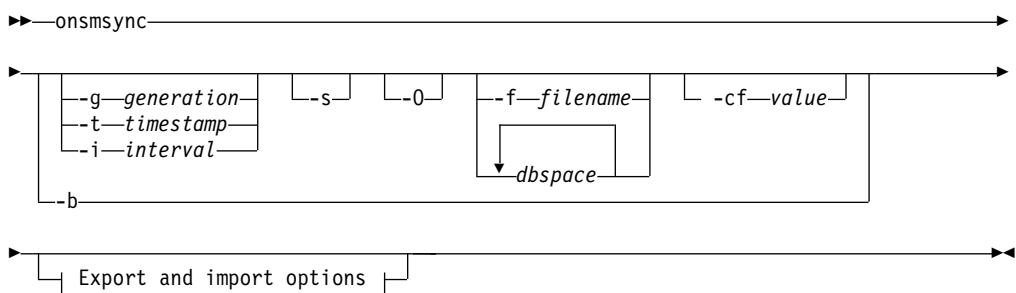 onsmsync
-g generation -s -O -f filename -cf value
-t timestamp
-i interval
dbspace
-b
Export and import options